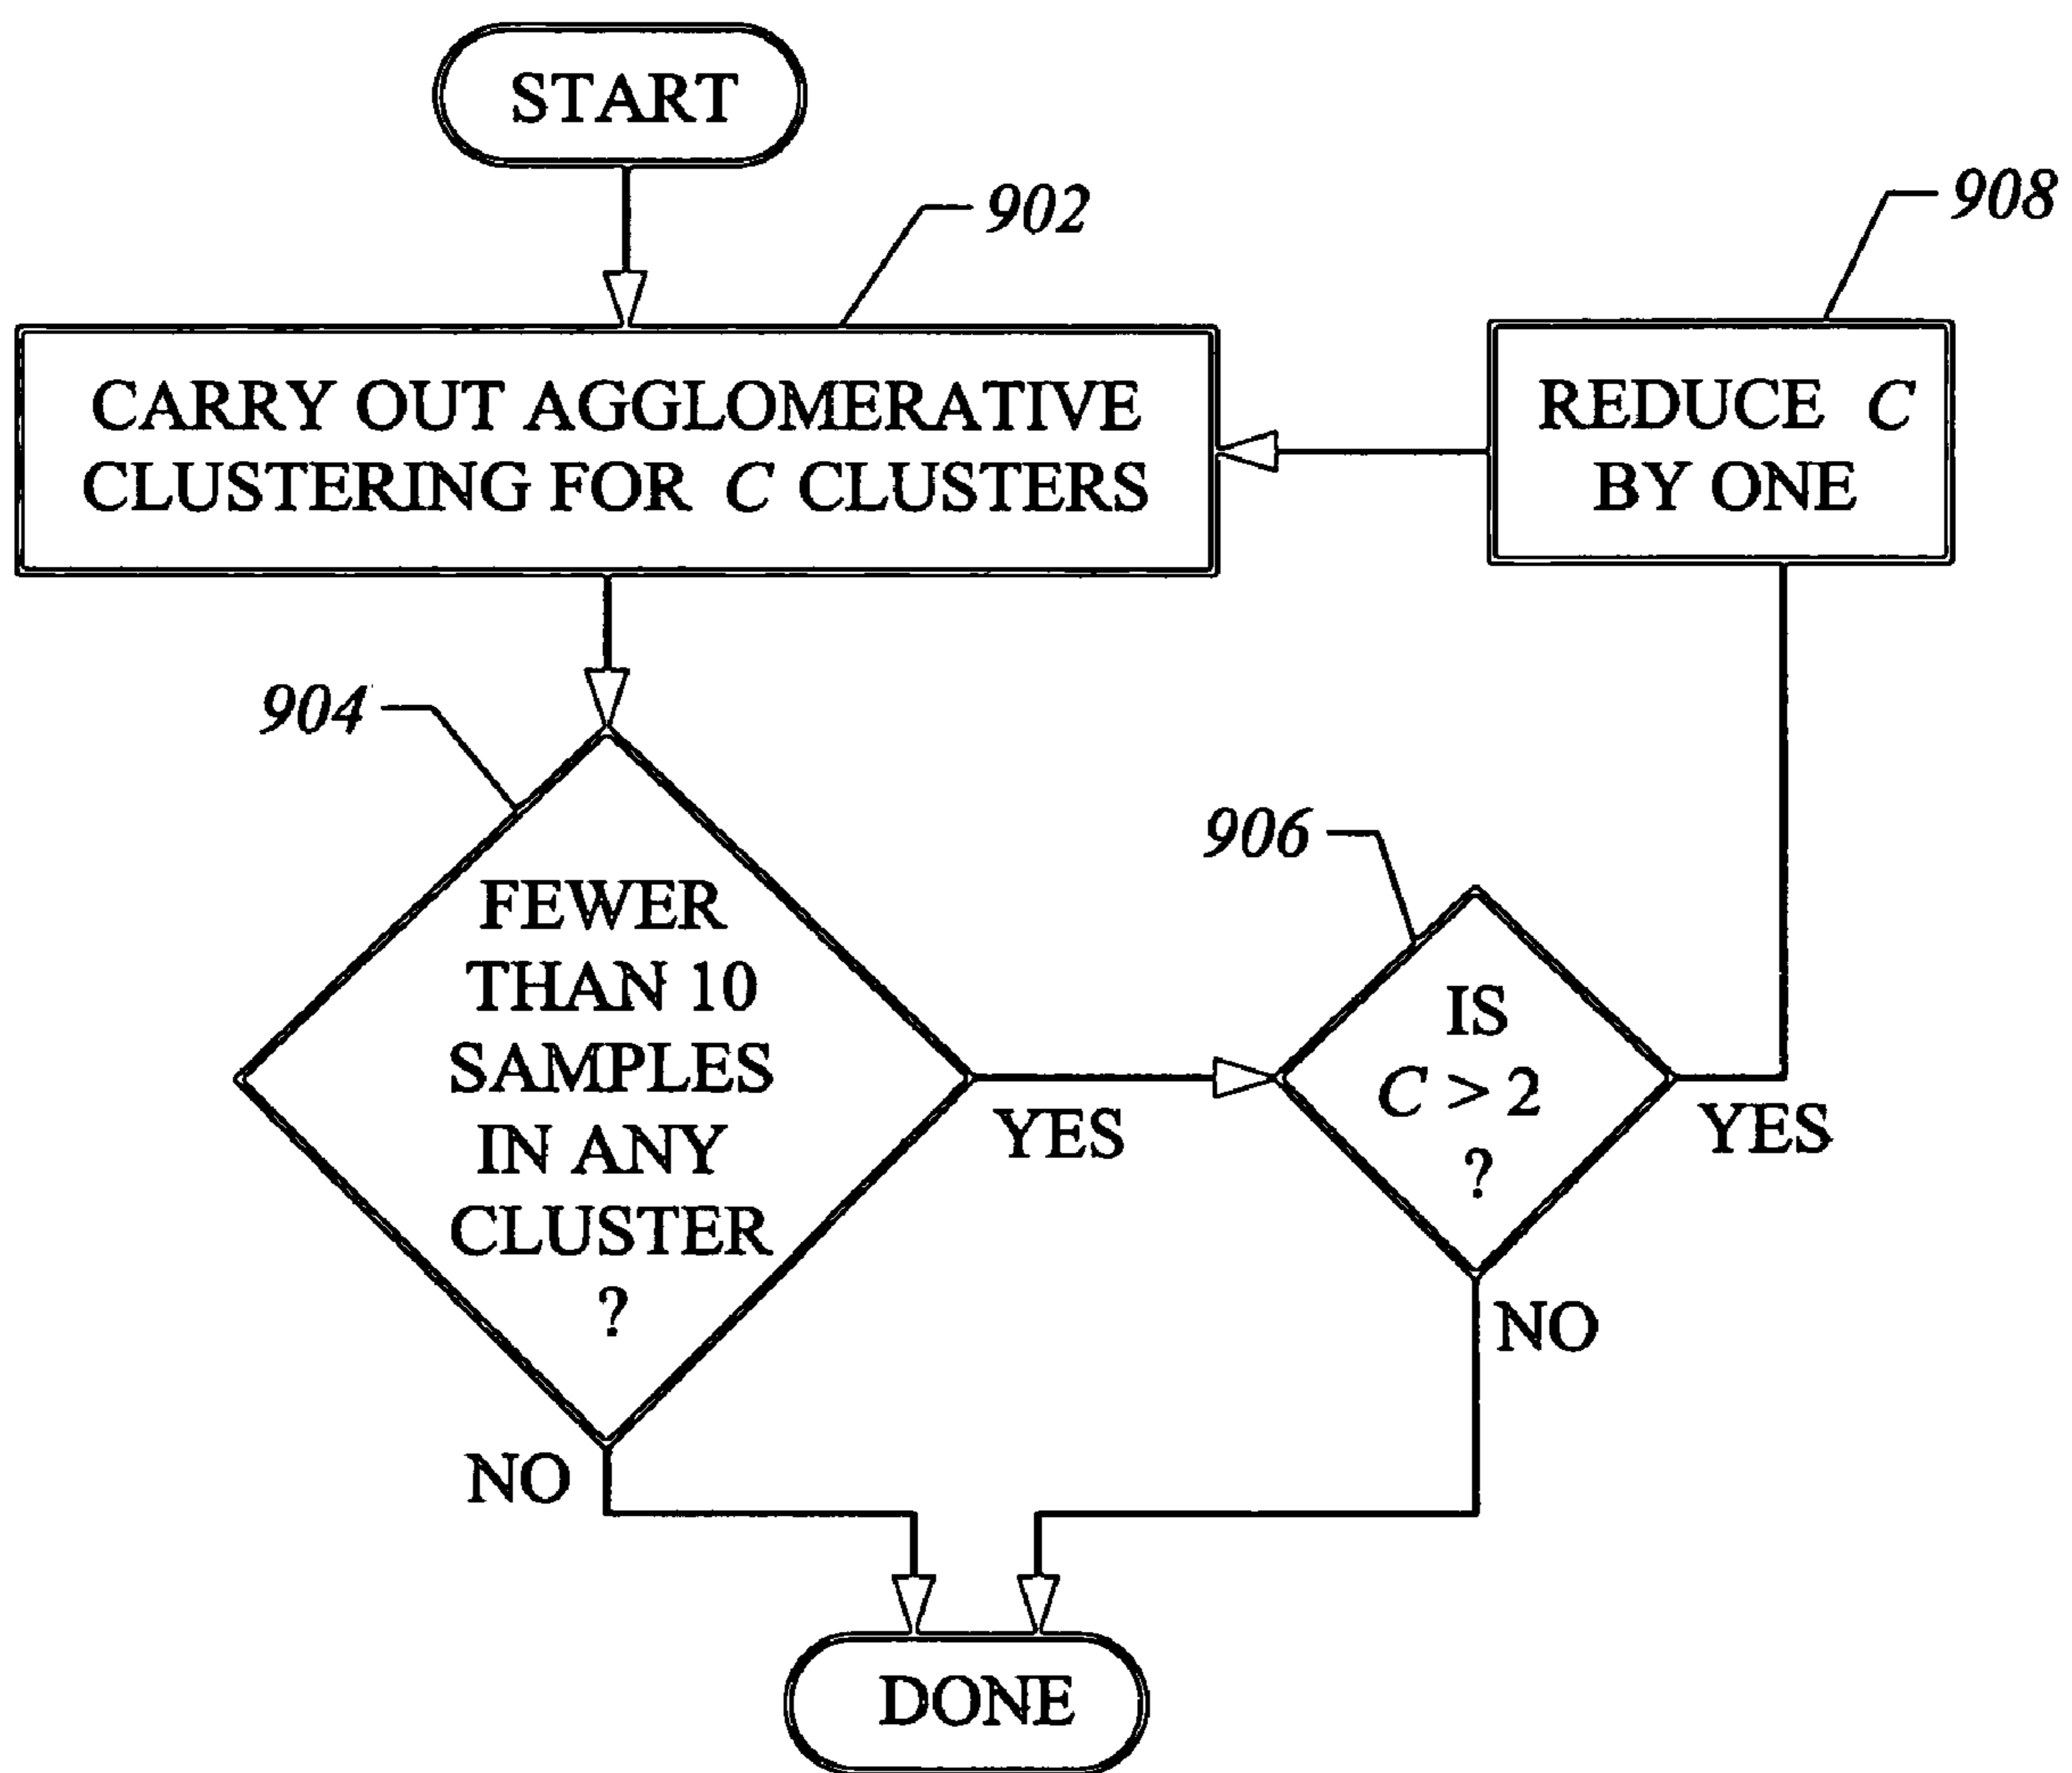 START
902
908
CARRY OUT AGGLOMERATIVE
CLUSTERING FOR C CLUSTERS
REDUCE C
BY ONE
904
FEWER
THAN 10
SAMPLES
IN ANY
CLUSTER
?
YES
906
IS
C > 2
?
YES
NO
NO
DONE